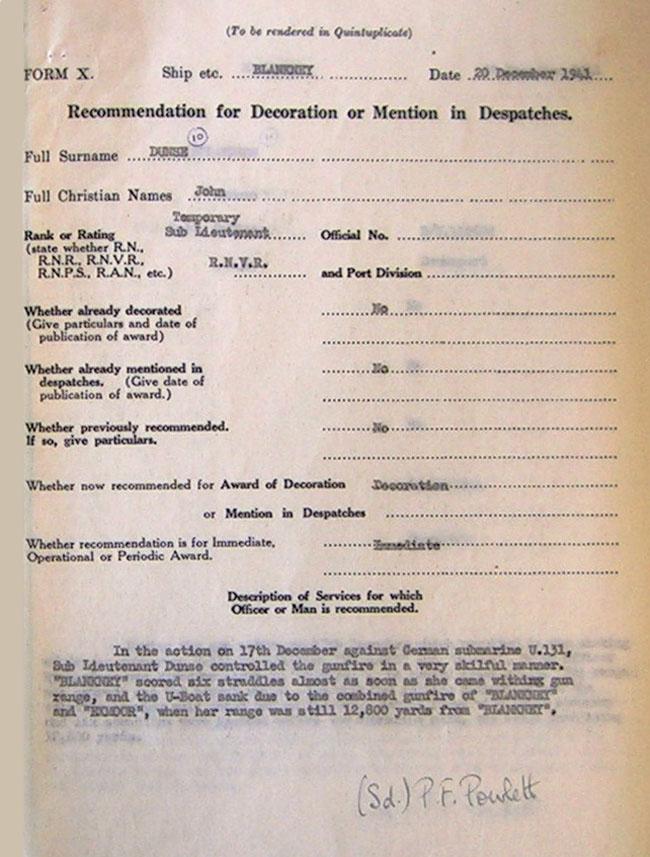 (To be rendered in Quintuplicate)
FORM X. Ship etc. BLANKNEY Date 20 December 1941
Recommendation for Decoration or Mention in Despatches.
10
Full Surname DUNSE
Full Christian Names John
Temporary
Rank or Rating Sub Lieutenant Official No.
(state whether R.N.,
R.N.R., R.N.V.R., R.N.V.R.
R.N.P.S., R.A.N., etc.) and Port Division
Whether already decorated No
(Give particulars and date of
publication of award)
Whether already mentioned in No
despatches. (Give date of
publication of award.)
Whether previously recommended. No
If so, give particulars.
Whether now recommended for Award of Decoration Decoration
or Mention in Despatches
Whether recommendation is for Immediate, Immediate
Operational or Periodic Award.
Description of Services for which
Officer or Man is recommended.
In the action on 17th December against German submarine U.131,
Sub Lieutenant Dunse controlled the gunfire in a very skilful manner.
"BLANKNEY" scored six straddles almost as soon as she came withing gun
range, and the U-Boat sank due to the combined gunfire of "BLANKNEY"
and "EXMOOR", when her range was still 12,800 yards from "BLANKNEY".
(Sd.) P.F. Powlett